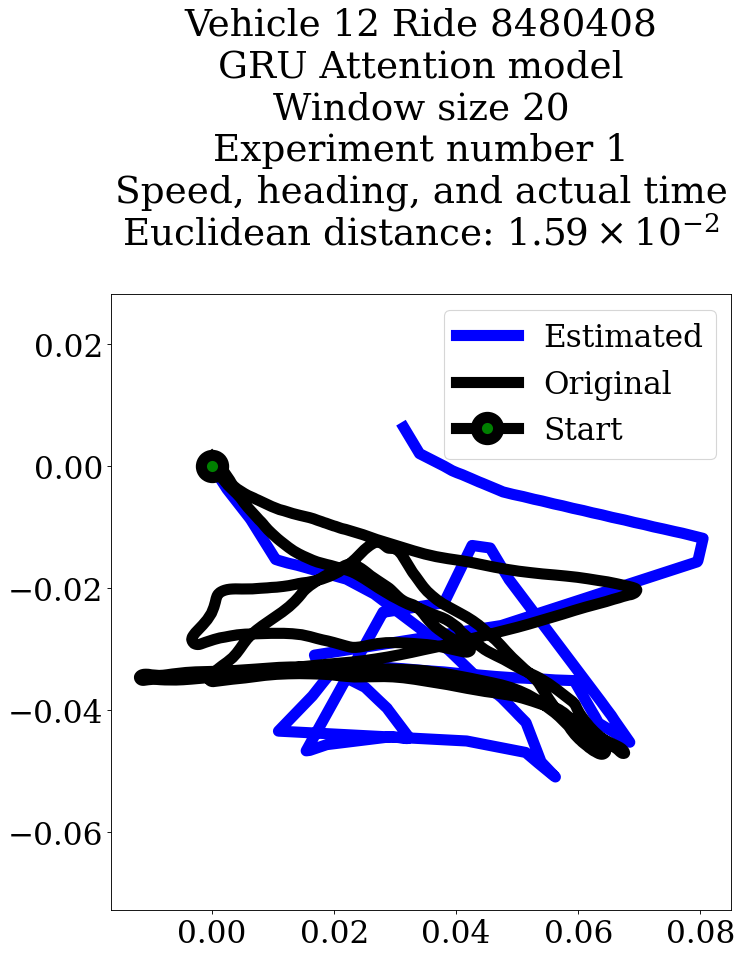 Vehicle 12 Ride 8480408
GRU Attention model
Window size 20
Experiment number 1
Speed, heading, and actual time
Euclidean distance: 1.59 × 10⁻²
Estimated
Original
Start
0.02
0.00
−0.02
−0.04
−0.06
0.00 0.02 0.04 0.06 0.08